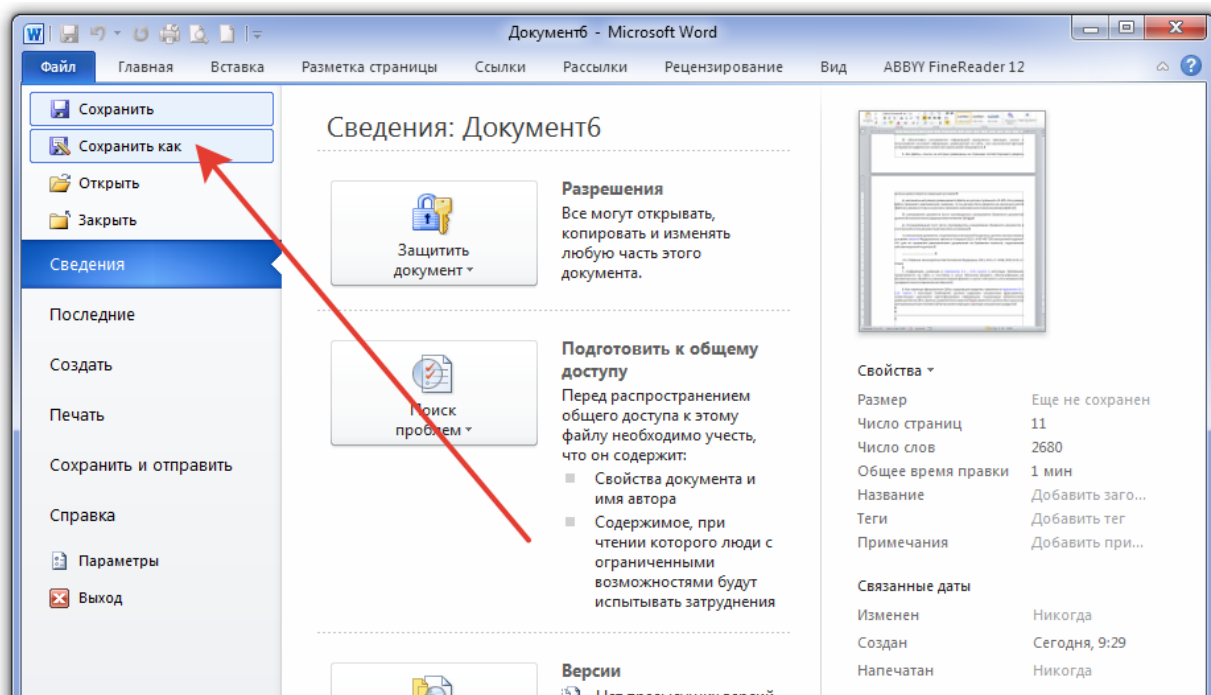 Документ6 - Microsoft Word
Файл Главная Вставка Разметка страницы Ссылки Рассылки Рецензирование Вид ABBYY FineReader 12
Сохранить
Сохранить как
Открыть
Закрыть
Сведения
Последние
Создать
Печать
Сохранить и отправить
Справка
Параметры
Выход
Сведения: Документ6
Защитить
документ
Разрешения
Все могут открывать,
копировать и изменять
любую часть этого
документа.
Поиск
проблем
Подготовить к общему
доступу
Перед распространением
общего доступа к этому
файлу необходимо учесть,
что он содержит:
Свойства документа и
имя автора
Содержимое, при
чтении которого люди с
ограниченными
возможностями будут
испытывать затруднения
Версии
Нет предыдущих версий
Свойства
Размер Еще не сохранен
Число страниц 11
Число слов 2680
Общее время правки 1 мин
Название Добавить заго...
Теги Добавить тег
Примечания Добавить при...
Связанные даты
Изменен Никогда
Создан Сегодня, 9:29
Напечатан Никогда